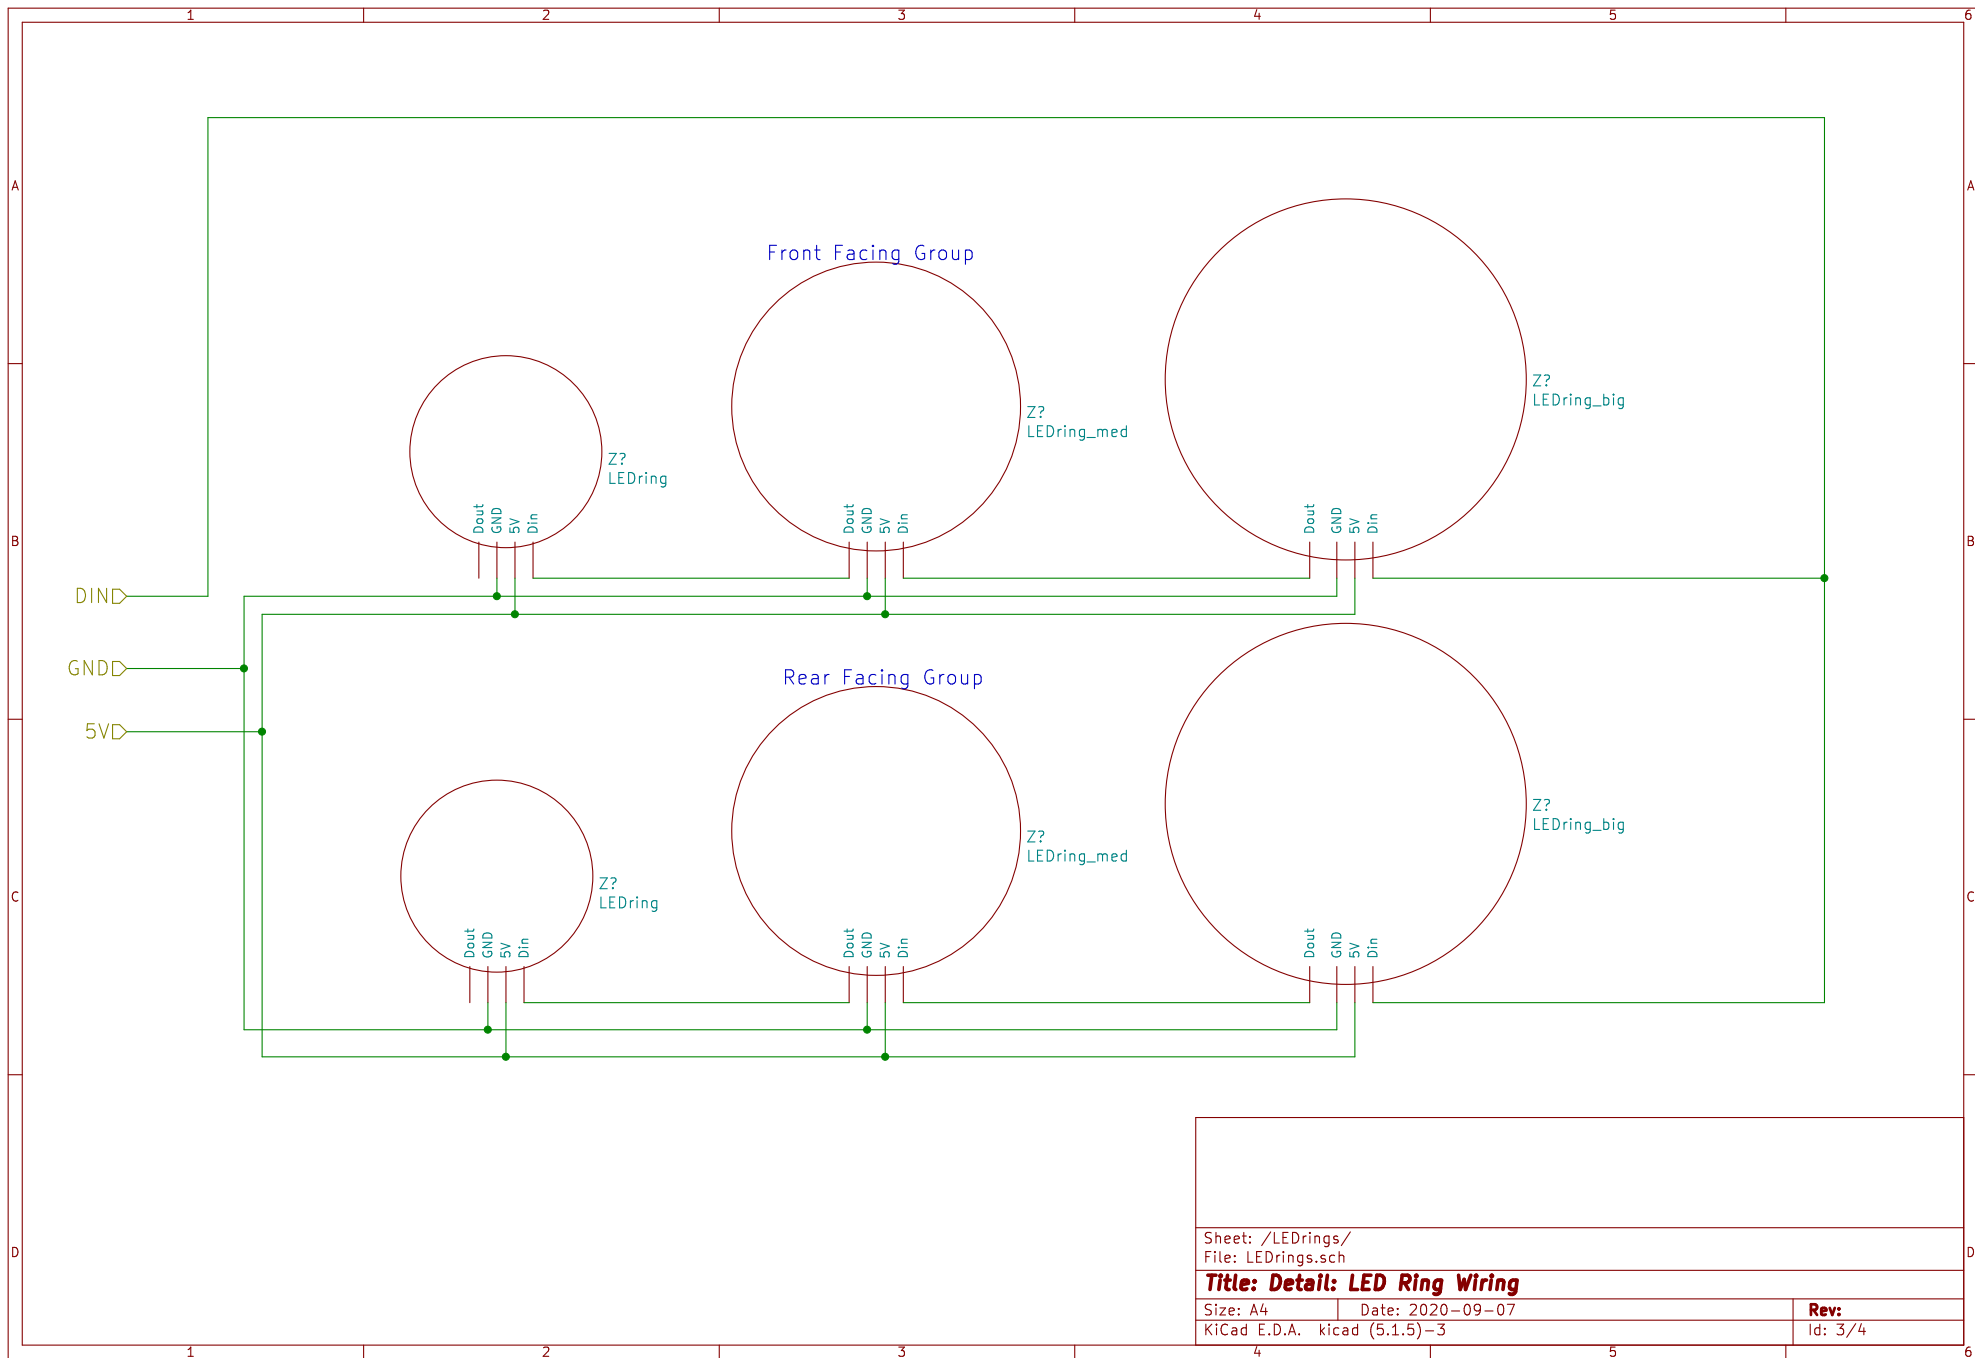 1 2 3 4 5 6
A A
Front Facing Group
Z?
LEDring_big
Z?
LEDring_med
Z?
LEDring
Dout GND 5V Din
Dout GND 5V Din
Dout GND 5V Din
B B
DIN
GND
5V
Rear Facing Group
Z?
LEDring_big
Z?
LEDring_med
Z?
LEDring
C C
Dout GND 5V Din
Dout GND 5V Din
Dout GND 5V Din
Sheet: /LEDrings/
File: LEDrings.sch
D D
Title: Detail: LED Ring Wiring
Size: A4 Date: 2020-09-07 Rev:
KiCad E.D.A. kicad (5.1.5)-3 Id: 3/4
1 2 3 4 5 6